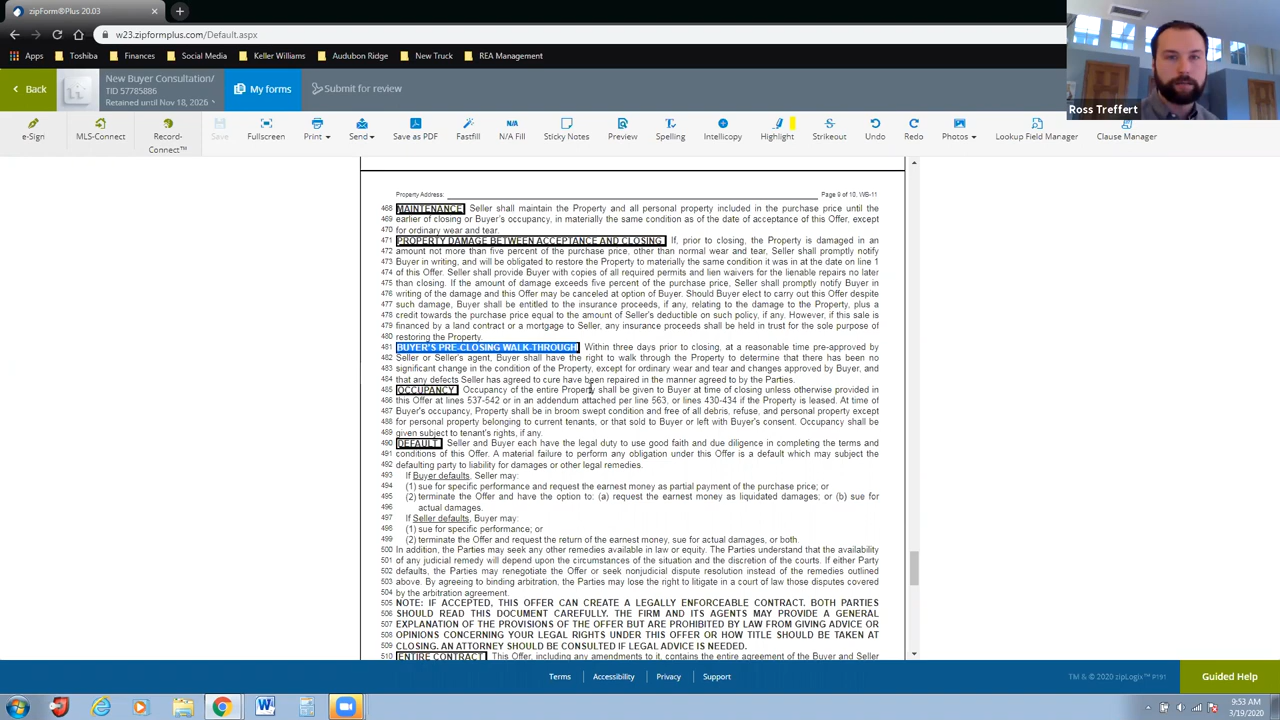 zipForm®Plus 20.03
w23.zipformplus.com/Default.aspx
Apps Toshiba Finances Social Media Keller Williams Audubon Ridge New Truck REA Management
Ross Treffert
Back
New Buyer Consultation/
TID 57785886
Retained until Nov 18, 2026
My forms
Submit for review
e-Sign MLS-Connect Record-Connect™ Save Fullscreen Print Send Save as PDF Fastfill N/A Fill Sticky Notes Preview Spelling Intellicopy Highlight Strikeout Undo Redo Photos Lookup Field Manager Clause Manager
Property Address: Page 9 of 10, WB-11
468 MAINTENANCE Seller shall maintain the Property and all personal property included in the purchase price until the
469 earlier of closing or Buyer's occupancy, in materially the same condition as of the date of acceptance of this Offer, except
470 for ordinary wear and tear.
471 PROPERTY DAMAGE BETWEEN ACCEPTANCE AND CLOSING If, prior to closing, the Property is damaged in an
472 amount not more than five percent of the purchase price, other than normal wear and tear, Seller shall promptly notify
473 Buyer in writing, and will be obligated to restore the Property to materially the same condition it was in at the date on line 1
474 of this Offer. Seller shall provide Buyer with copies of all required permits and lien waivers for the lienable repairs no later
475 than closing. If the amount of damage exceeds five percent of the purchase price, Seller shall promptly notify Buyer in
476 writing of the damage and this Offer may be canceled at option of Buyer. Should Buyer elect to carry out this Offer despite
477 such damage, Buyer shall be entitled to the insurance proceeds, if any, relating to the damage to the Property, plus a
478 credit towards the purchase price equal to the amount of Seller's deductible on such policy, if any. However, if this sale is
479 financed by a land contract or a mortgage to Seller, any insurance proceeds shall be held in trust for the sole purpose of
480 restoring the Property.
481 BUYER'S PRE-CLOSING WALK-THROUGH Within three days prior to closing, at a reasonable time pre-approved by
482 Seller or Seller's agent, Buyer shall have the right to walk through the Property to determine that there has been no
483 significant change in the condition of the Property, except for ordinary wear and tear and changes approved by Buyer, and
484 that any defects Seller has agreed to cure have been repaired in the manner agreed to by the Parties.
485 OCCUPANCY Occupancy of the entire Property shall be given to Buyer at time of closing unless otherwise provided in
486 this Offer at lines 537-542 or in an addendum attached per line 563, or lines 430-434 if the Property is leased. At time of
487 Buyer's occupancy, Property shall be in broom swept condition and free of all debris, refuse, and personal property except
488 for personal property belonging to current tenants, or that sold to Buyer or left with Buyer's consent. Occupancy shall be
489 given subject to tenant's rights, if any.
490 DEFAULT Seller and Buyer each have the legal duty to use good faith and due diligence in completing the terms and
491 conditions of this Offer. A material failure to perform any obligation under this Offer is a default which may subject the
492 defaulting party to liability for damages or other legal remedies.
493 If Buyer defaults, Seller may:
494 (1) sue for specific performance and request the earnest money as partial payment of the purchase price; or
495 (2) terminate the Offer and have the option to: (a) request the earnest money as liquidated damages; or (b) sue for
496 actual damages.
497 If Seller defaults, Buyer may:
498 (1) sue for specific performance; or
499 (2) terminate the Offer and request the return of the earnest money, sue for actual damages, or both.
500 In addition, the Parties may seek any other remedies available in law or equity. The Parties understand that the availability
501 of any judicial remedy will depend upon the circumstances of the situation and the discretion of the courts. If either Party
502 defaults, the Parties may renegotiate the Offer or seek nonjudicial dispute resolution instead of the remedies outlined
503 above. By agreeing to binding arbitration, the Parties may lose the right to litigate in a court of law those disputes covered
504 by the arbitration agreement.
505 NOTE: IF ACCEPTED, THIS OFFER CAN CREATE A LEGALLY ENFORCEABLE CONTRACT. BOTH PARTIES
506 SHOULD READ THIS DOCUMENT CAREFULLY. THE FIRM AND ITS AGENTS MAY PROVIDE A GENERAL
507 EXPLANATION OF THE PROVISIONS OF THE OFFER BUT ARE PROHIBITED BY LAW FROM GIVING ADVICE OR
508 OPINIONS CONCERNING YOUR LEGAL RIGHTS UNDER THIS OFFER OR HOW TITLE SHOULD BE TAKEN AT
509 CLOSING. AN ATTORNEY SHOULD BE CONSULTED IF LEGAL ADVICE IS NEEDED.
510 ENTIRE CONTRACT This Offer, including any amendments to it, contains the entire agreement of the Buyer and Seller
Terms Accessibility Privacy Support
TM & © 2020 zipLogix™ P191
Guided Help
9:53 AM
3/19/2020